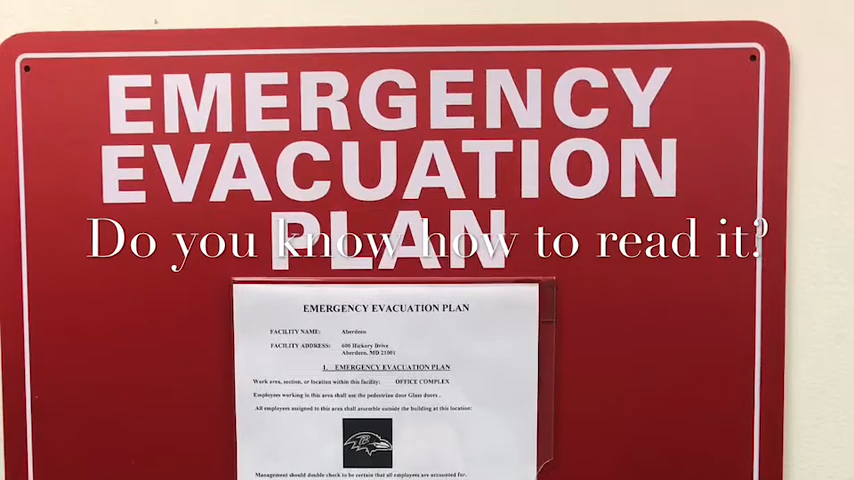 EMERGENCY
EVACUATION
PLAN
Do you know how to read it?
EMERGENCY EVACUATION PLAN
FACILITY NAME: Aberdeen
FACILITY ADDRESS: 600 Hickory Drive
Aberdeen, MD 21001
1. EMERGENCY EVACUATION PLAN
Work area, section, or location within this facility: OFFICE COMPLEX
Employees working in this area shall use the pedestrian door Glass doors .
All employees assigned to this area shall assemble outside the building at this location:
Management should double check to be certain that all employees are accounted for.